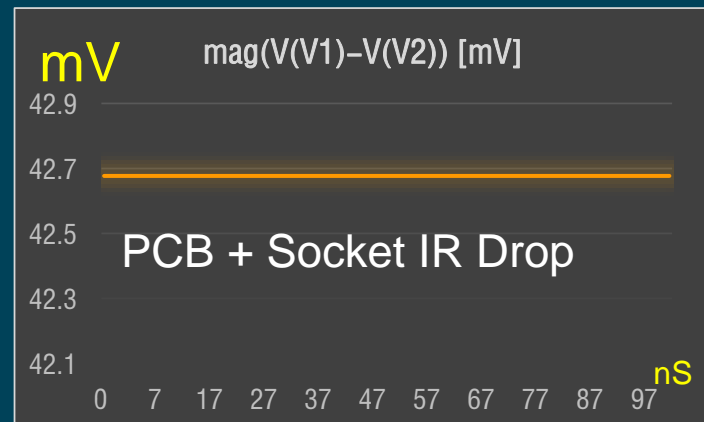 mV
mag(V(V1)–V(V2)) [mV]
42.9
42.7
42.5
PCB + Socket IR Drop
42.3
42.1
nS
0 7 17 27 37 47 57 67 77 87 97